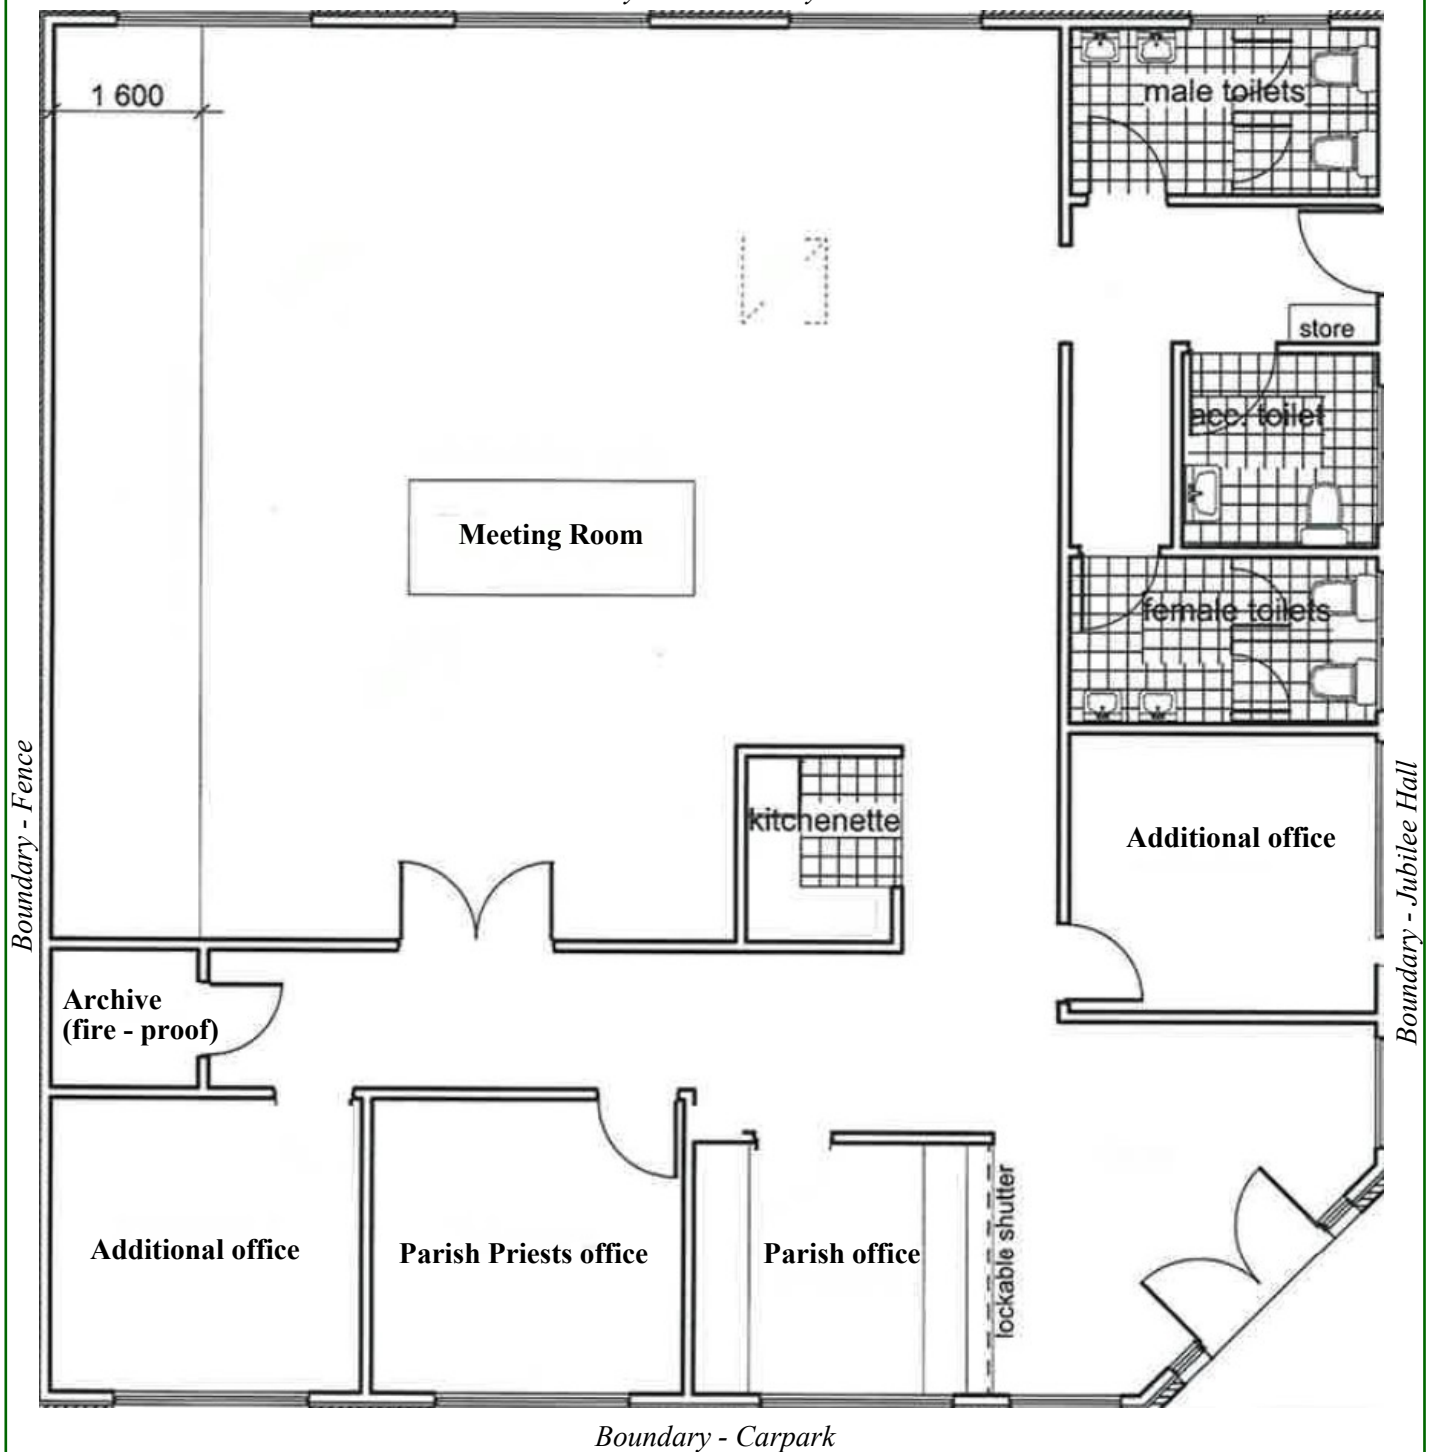 1 600
male toilets
store
acc. toilet
Meeting Room
female toilets
kitchenette
Additional office
Boundary - Fence
Boundary - Jubilee Hall
Archive
(fire - proof)
Additional office
Parish Priests office
Parish office
lockable shutter
Boundary - Carpark